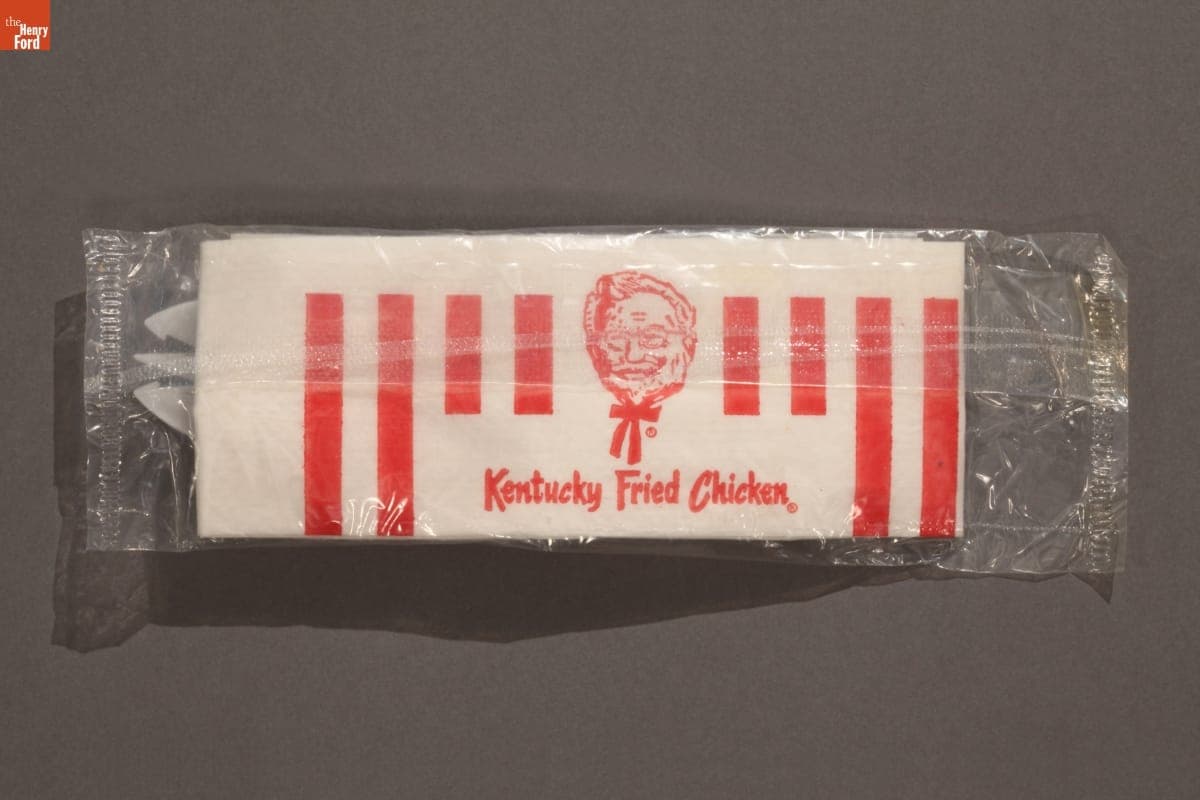 the
Henry
Ford
®
Kentucky Fried Chicken®